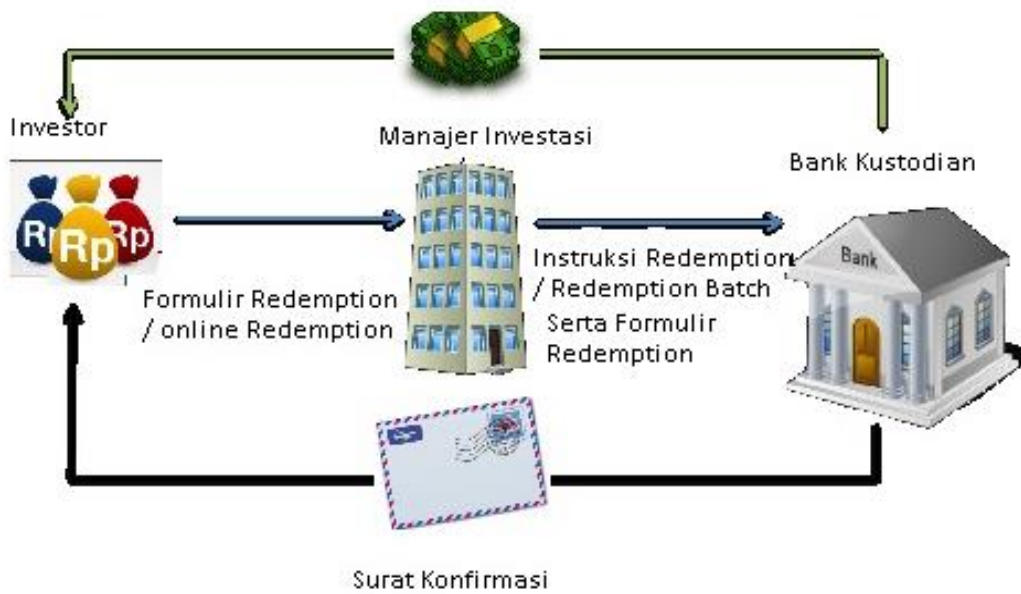 Investor
Manajer Investasi
Bank Kustodian
Rp
Rp
Rp
Bank
Formulir Redemption
/ online Redemption
Instruksi Redemption
/ Redemption Batch
Serta Formulir
Redemption
Surat Konfirmasi